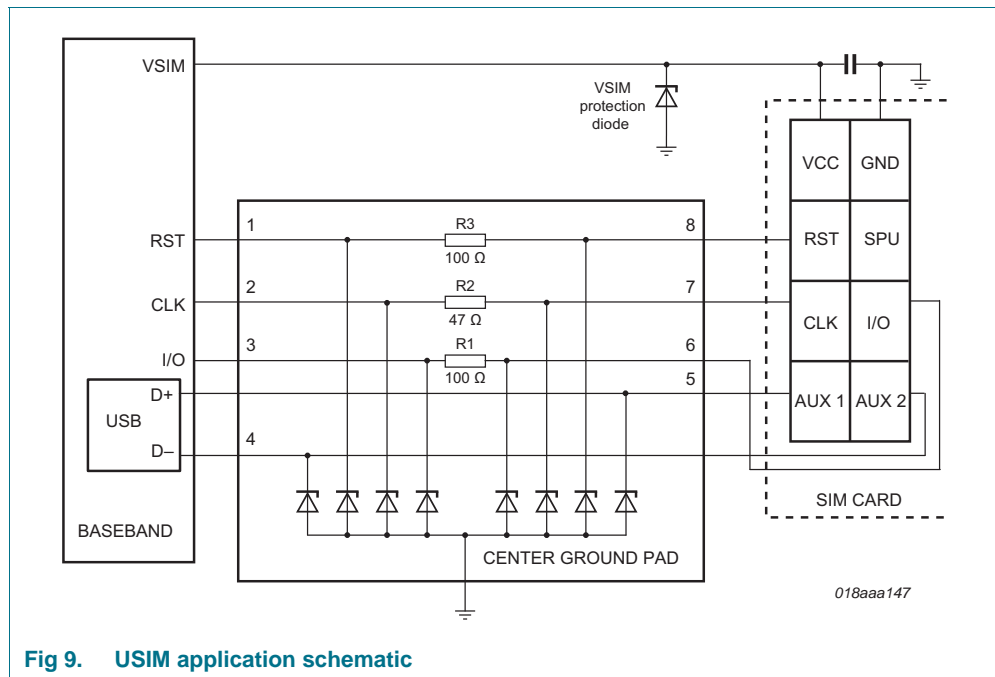 VSIM
VSIM
protection
diode
VCC GND
1 R3 8
RST 100 Ω RST SPU
2 R2 7
CLK 47 Ω CLK I/O
3 R1 6
I/O 100 Ω 5
D+ AUX 1 AUX 2
USB
4
D–
SIM CARD
BASEBAND
CENTER GROUND PAD
018aaa147
Fig 9. USIM application schematic